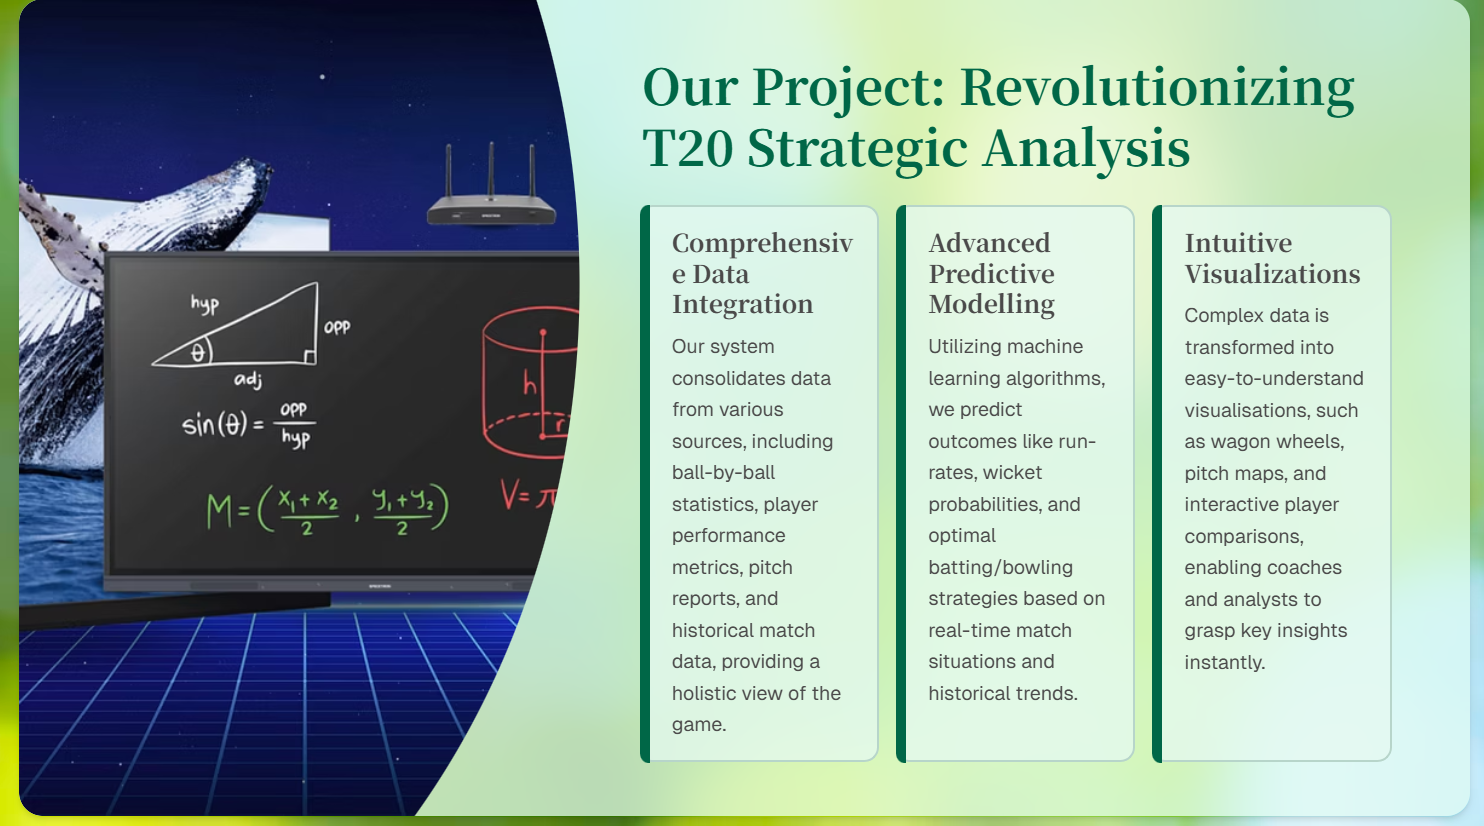 hyp
opp
θ
adj
sin(θ) = opp/hyp
M = (x₁ + x₂/2 , y₁ + y₂/2)
h
r
V = π
Our Project: Revolutionizing
T20 Strategic Analysis
Comprehensiv
e Data
Integration
Our system
consolidates data
from various
sources, including
ball-by-ball
statistics, player
performance
metrics, pitch
reports, and
historical match
data, providing a
holistic view of the
game.
Advanced
Predictive
Modelling
Utilizing machine
learning algorithms,
we predict
outcomes like run-
rates, wicket
probabilities, and
optimal
batting/bowling
strategies based on
real-time match
situations and
historical trends.
Intuitive
Visualizations
Complex data is
transformed into
easy-to-understand
visualisations, such
as wagon wheels,
pitch maps, and
interactive player
comparisons,
enabling coaches
and analysts to
grasp key insights
instantly.